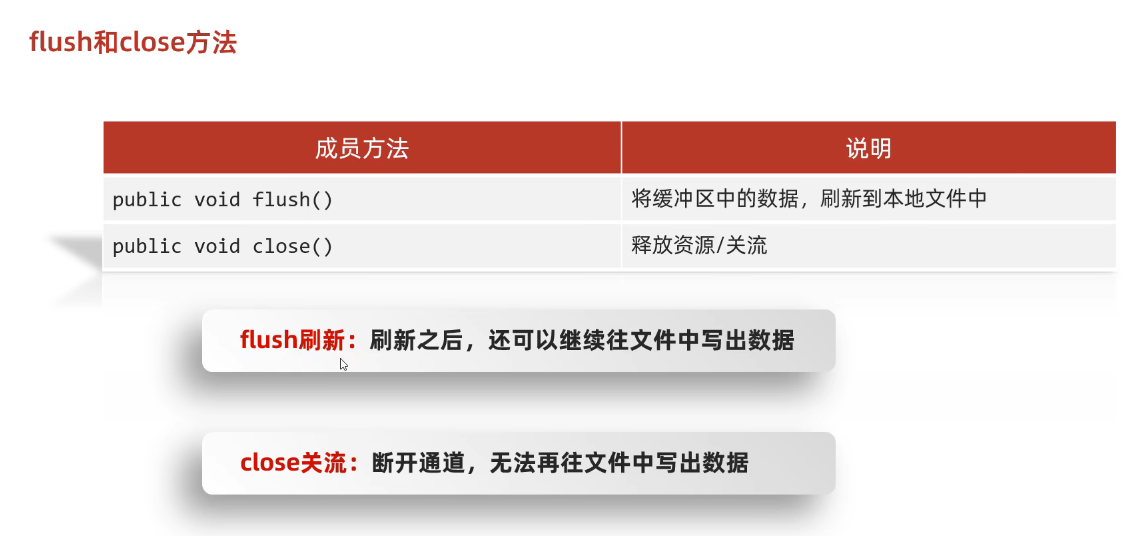 flush和close方法
成员方法 说明
public void flush() 将缓冲区中的数据，刷新到本地文件中
public void close() 释放资源/关流
flush刷新：刷新之后，还可以继续往文件中写出数据
close关流：断开通道，无法再往文件中写出数据